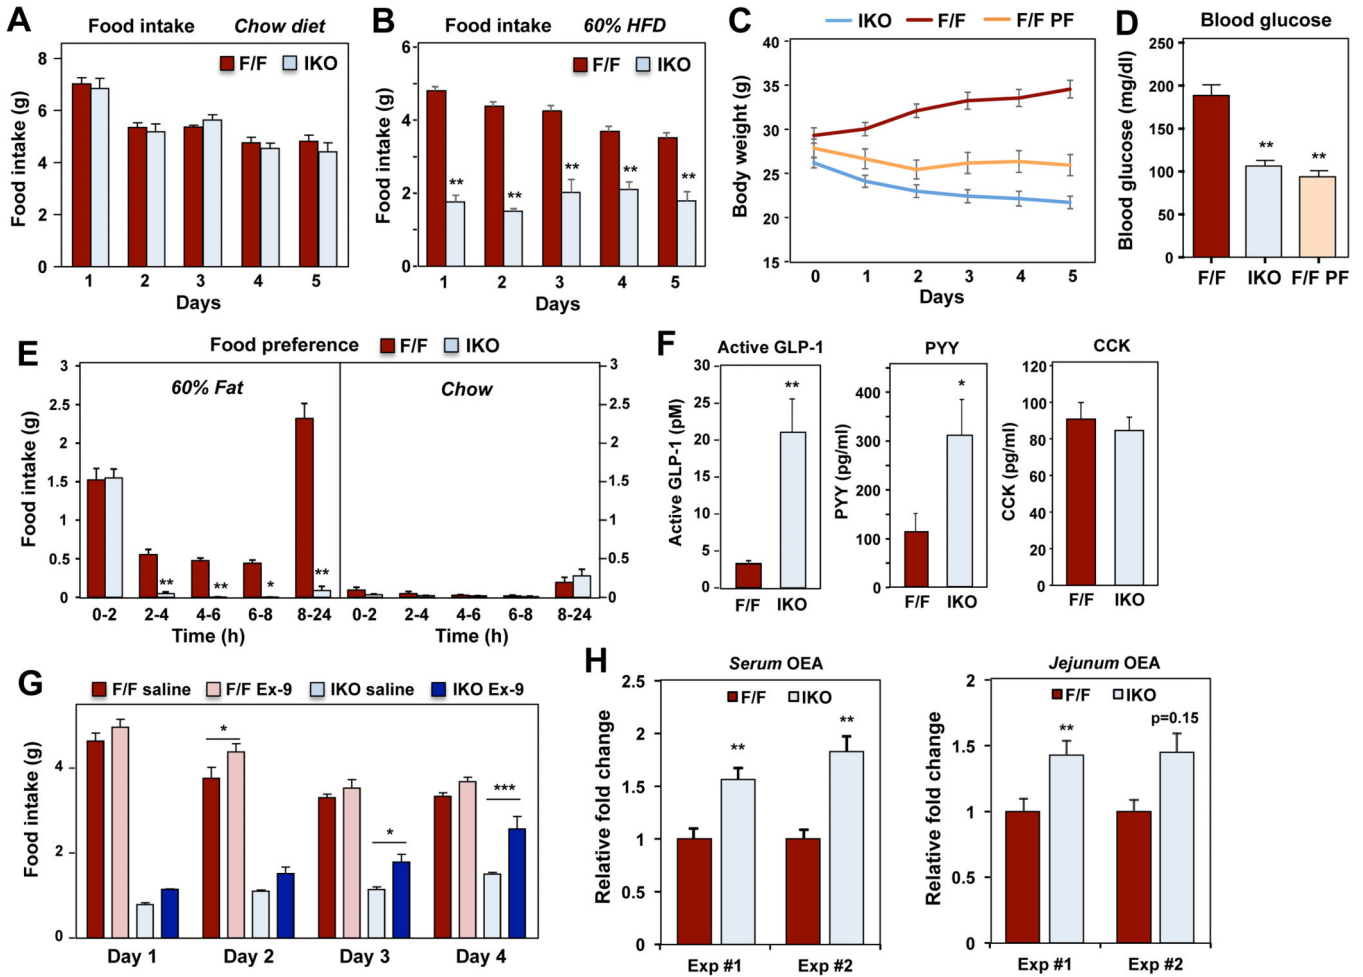 A Food intake Chow diet
F/F IKO
Food intake (g)
8
6
4
2
0
1 2 3 4 5
Days
B Food intake 60% HFD
F/F IKO
Food intake (g)
6
4
2
0
** ** ** ** **
1 2 3 4 5
Days
C IKO F/F F/F PF
Body weight (g)
40
35
30
25
20
15
0 1 2 3 4 5
Days
D Blood glucose
Blood glucose (mg/dl)
250
200
150
100
50
0
** **
F/F IKO F/F PF
E Food preference F/F IKO
60% Fat Chow
Food intake (g)
3 3
2.5 2.5
2 2
1.5 1.5
1 1
0.5 0.5
0 0
** ** * **
0-2 2-4 4-6 6-8 8-24 0-2 2-4 4-6 6-8 8-24
Time (h) Time (h)
F Active GLP-1
Active GLP-1 (pM)
30
25
20
15
10
5
0
**
F/F IKO
PYY
PYY (pg/ml)
400
300
200
100
0
*
F/F IKO
CCK
CCK (pg/ml)
100
80
60
40
20
0
F/F IKO
G F/F saline F/F Ex-9 IKO saline IKO Ex-9
Food intake (g)
4
2
0
* * ***
Day 1 Day 2 Day 3 Day 4
H Serum OEA
F/F IKO
Relative fold change
2.5
2
1.5
1
0.5
0
** **
Exp #1 Exp #2
Jejunum OEA
F/F IKO
Relative fold change
2
1.5
1
0.5
0
** p=0.15
Exp #1 Exp #2